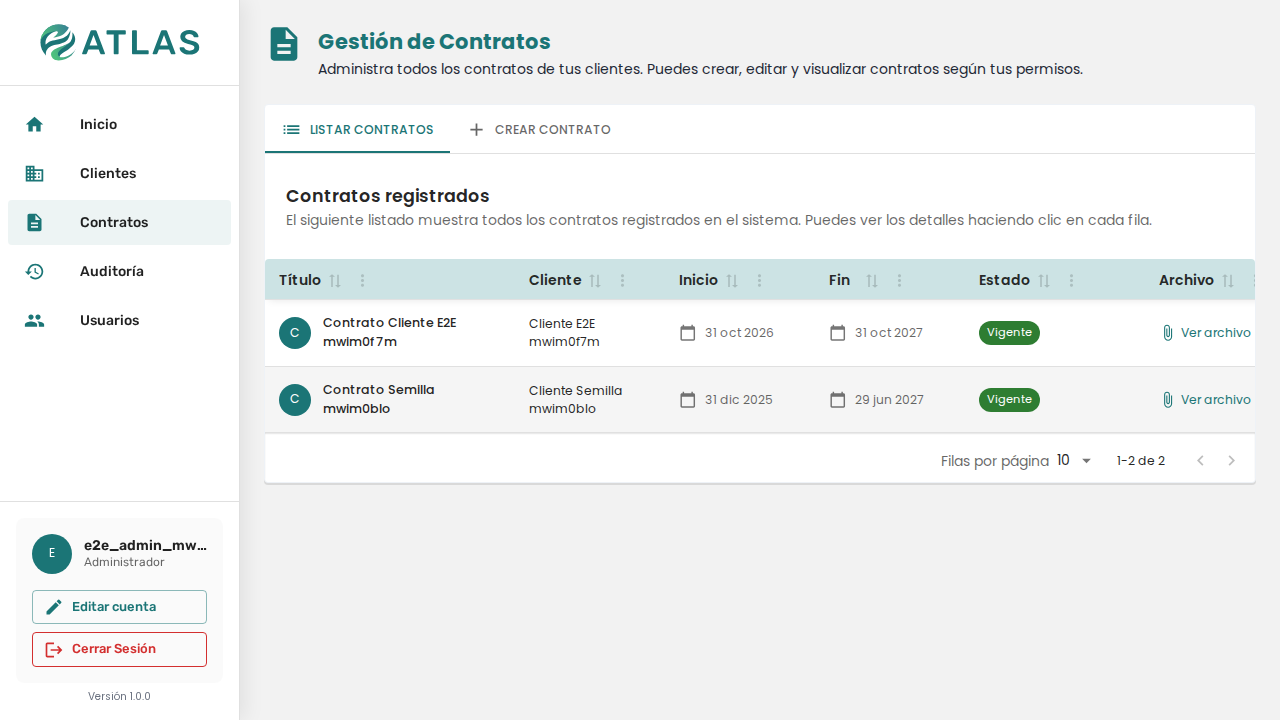 ATLAS
Inicio
Clientes
Contratos
Auditoría
Usuarios
E
e2e_admin_mw...
Administrador
Editar cuenta
Cerrar Sesión
Versión 1.0.0
Gestión de Contratos
Administra todos los contratos de tus clientes. Puedes crear, editar y visualizar contratos según tus permisos.
LISTAR CONTRATOS
CREAR CONTRATO
Contratos registrados
El siguiente listado muestra todos los contratos registrados en el sistema. Puedes ver los detalles haciendo clic en cada fila.
Título Cliente Inicio Fin Estado Archivo
C
Contrato Cliente E2E
mwim0f7m
Cliente E2E
mwim0f7m
31 oct 2026
31 oct 2027
Vigente
Ver archivo
C
Contrato Semilla
mwim0blo
Cliente Semilla
mwim0blo
31 dic 2025
29 jun 2027
Vigente
Ver archivo
Filas por página 10 1-2 de 2